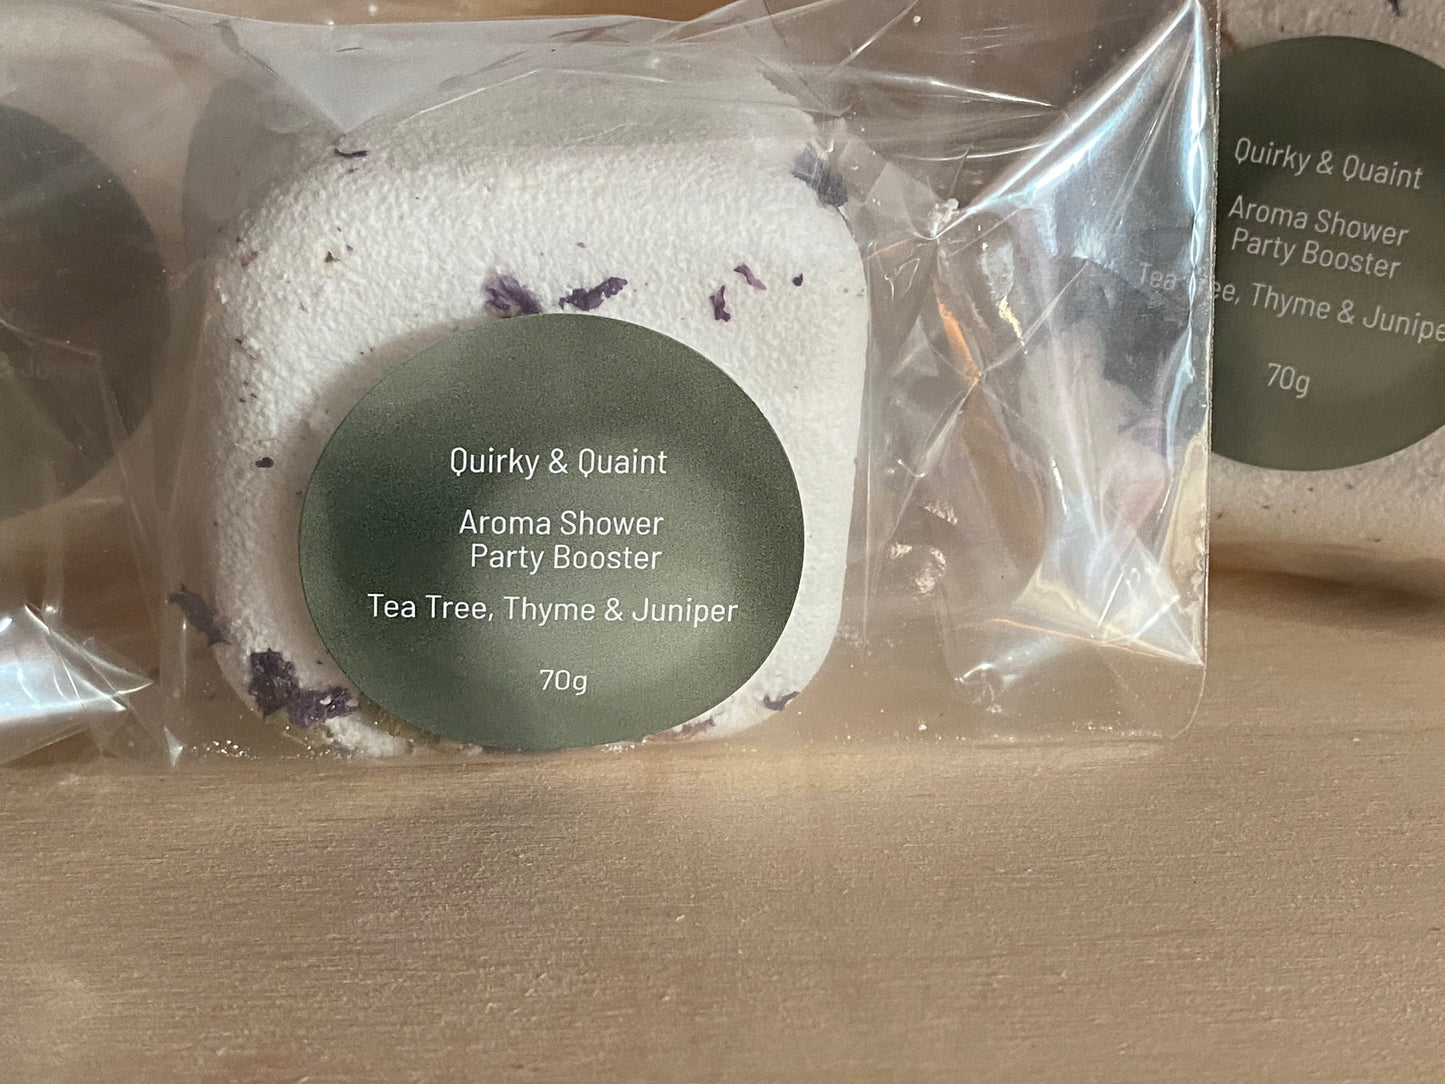 Quirky & Quaint
Aroma Shower
Party Booster
Tea Tree, Thyme & Juniper
70g
Quirky & Quaint
Aroma Shower
Party Booster
Tea Tree, Thyme & Junipe
70g